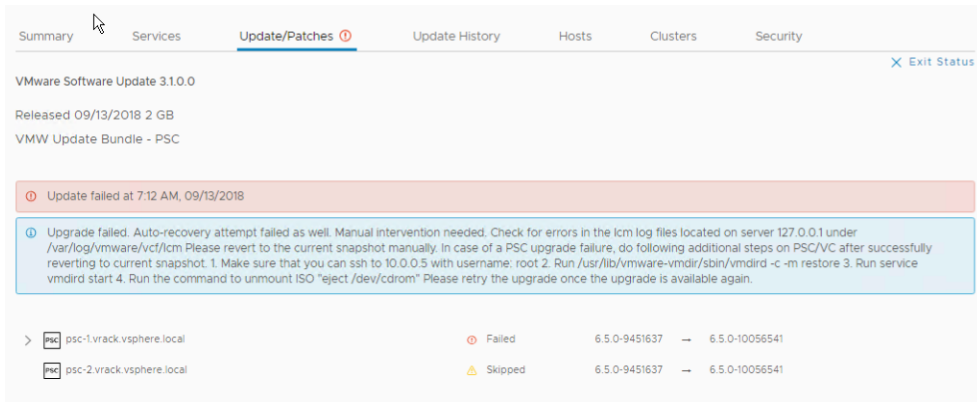 Summary Services Update/Patches Update History Hosts Clusters Security
Exit Status
VMware Software Update 3.1.0.0
Released 09/13/2018 2 GB
VMW Update Bundle - PSC
Update failed at 7:12 AM, 09/13/2018
Upgrade failed. Auto-recovery attempt failed as well. Manual intervention needed. Check for errors in the lcm log files located on server 127.0.0.1 under
/var/log/vmware/vcf/lcm Please revert to the current snapshot manually. In case of a PSC upgrade failure, do following additional steps on PSC/VC after successfully
reverting to current snapshot. 1. Make sure that you can ssh to 10.0.0.5 with username: root 2. Run /usr/lib/vmware-vmdir/sbin/vmdird -c -m restore 3. Run service
vmdird start 4. Run the command to unmount ISO "eject /dev/cdrom" Please retry the upgrade once the upgrade is available again.
PSC psc-1.vrack.vsphere.local Failed 6.5.0-9451637 → 6.5.0-10056541
PSC psc-2.vrack.vsphere.local Skipped 6.5.0-9451637 → 6.5.0-10056541